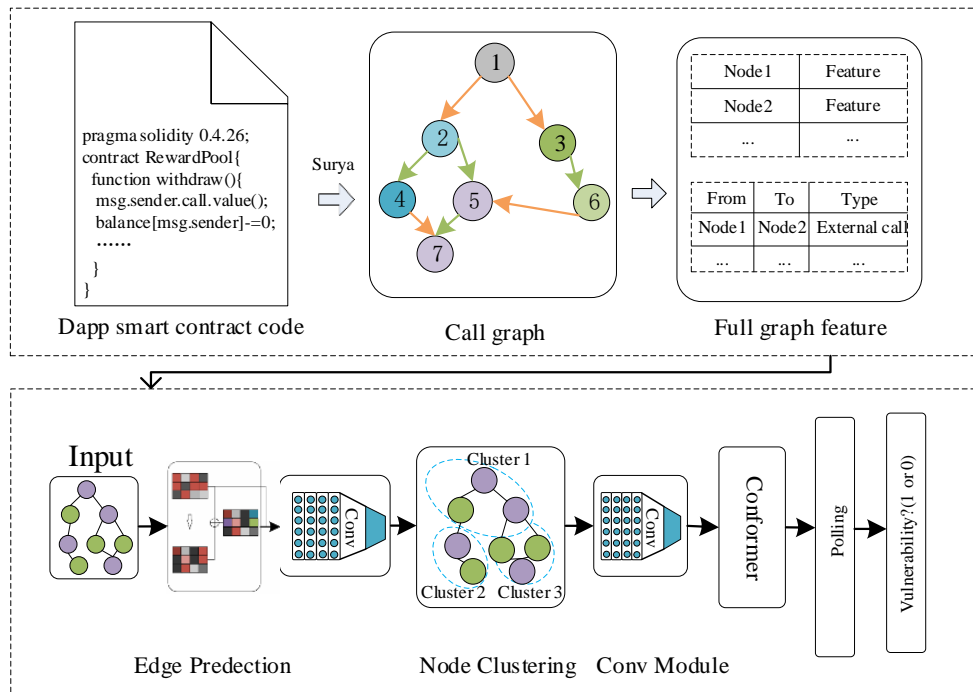 pragma solidity 0.4.26;
contract RewardPool{
function withdraw(){
msg.sender.call.value();
balance[msg.sender]-=0;
......
}
}
Dapp smart contract code
Surya
1
2
3
4
5
6
7
Call graph
Node1 Feature
Node2 Feature
... ...
From To Type
Node1 Node2 External call
... ... ...
Full graph feature
Input
Edge Predection
Conv
Cluster 1
Cluster 2
Cluster 3
Node Clustering
Conv
Conv Module
Conformer
Polling
Vulnerability?(1 or 0)